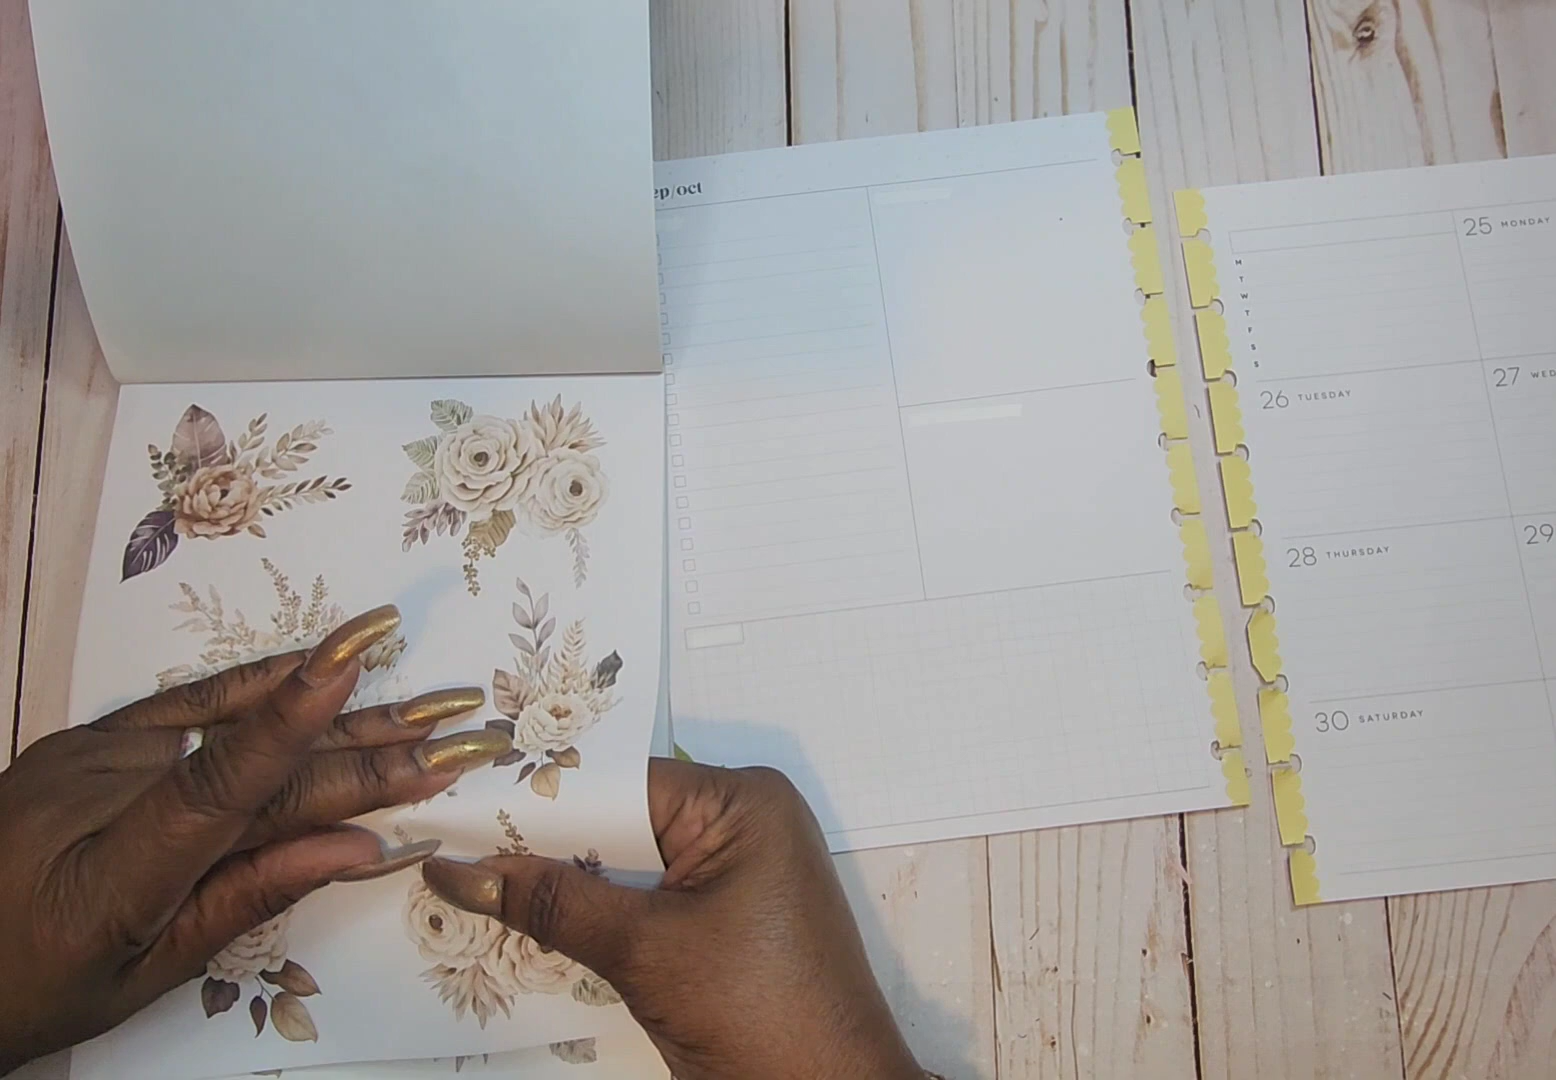 ep/oct
25 MONDAY
M
T
W
T
F
S
S
26 TUESDAY
27 WED
28 THURSDAY
29
30 SATURDAY